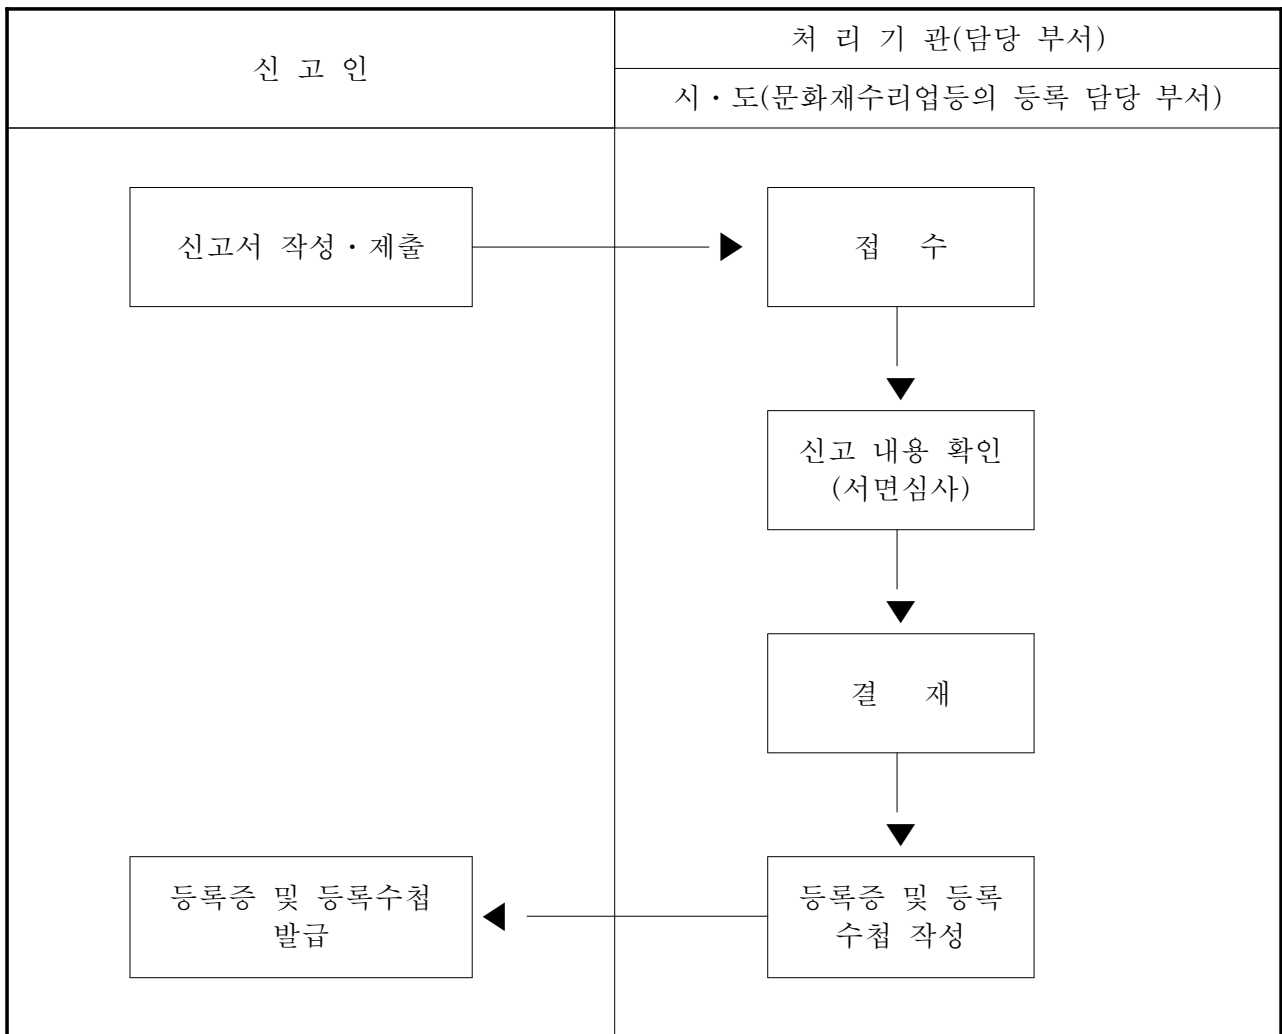 신 고 인
처 리 기 관(담당 부서)
시·도(문화재수리업등의 등록 담당 부서)
신고서 작성·제출
접 수
신고 내용 확인
(서면심사)
결 재
등록증 및 등록
수첩 작성
등록증 및 등록수첩
발급